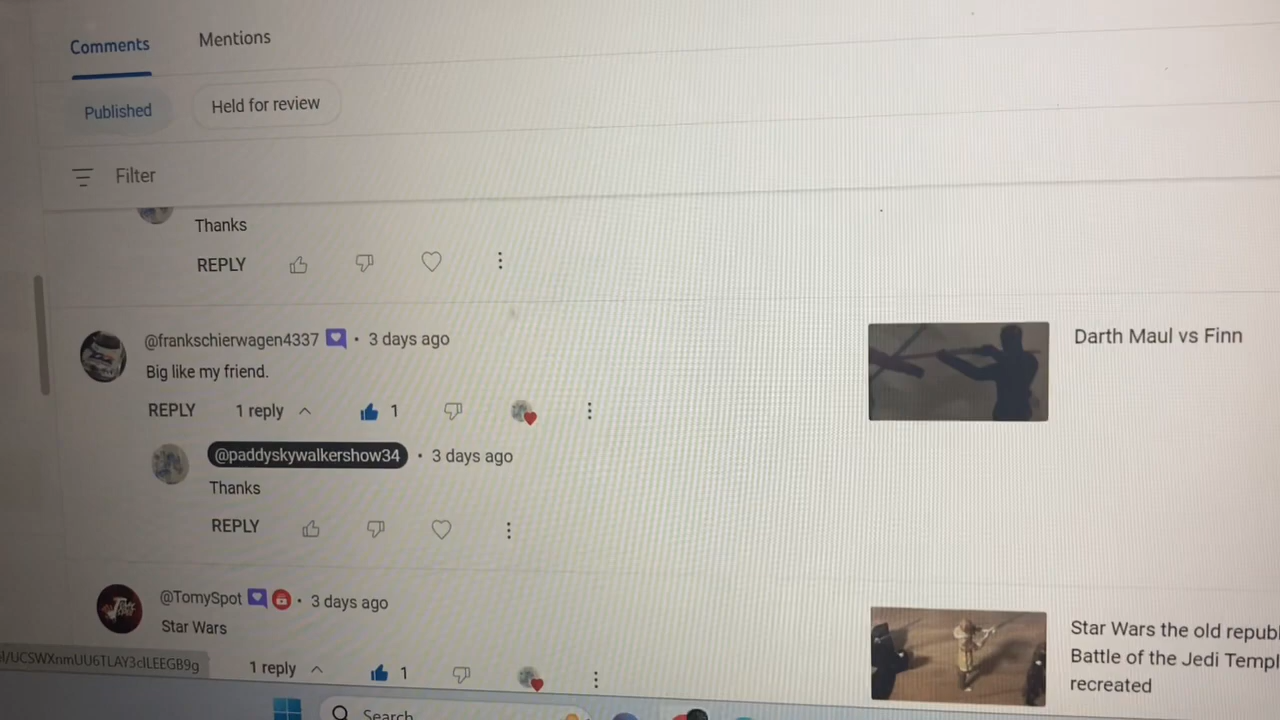 Comments
Mentions
Published
Held for review
Filter
Thanks
REPLY
@frankschierwagen4337 • 3 days ago
Big like my friend.
REPLY 1 reply 1
Darth Maul vs Finn
@paddyskywalkershow34 • 3 days ago
Thanks
REPLY
@TomySpot • 3 days ago
Star Wars
1 reply 1
Star Wars the old republ
Battle of the Jedi Templ
recreated
Search